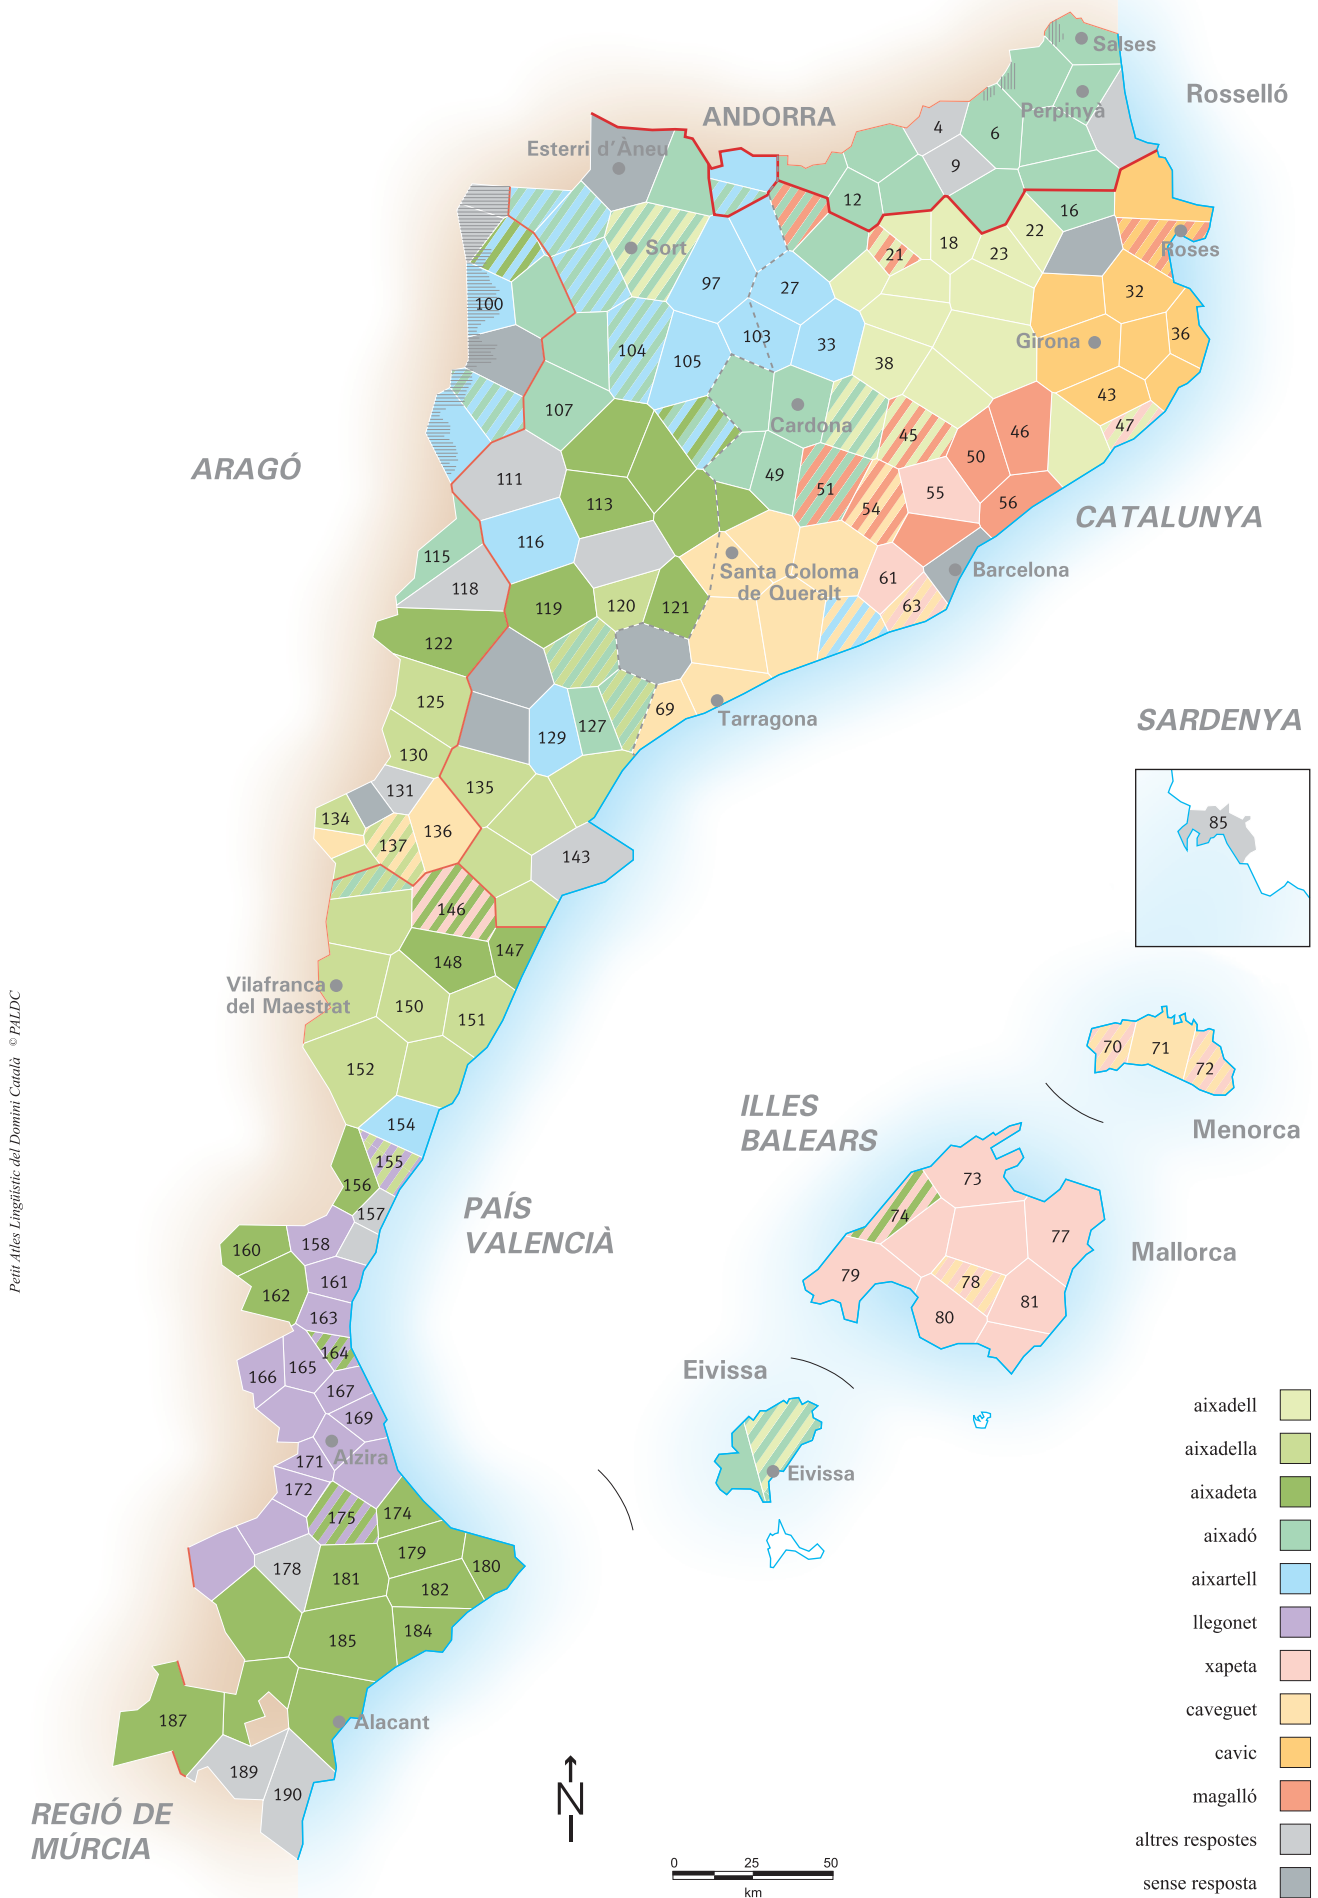 Salses
Rosselló
Perpinyà
ANDORRA
4
6
Esterri d'Àneu
9
12
16
22
18
23
21
Roses
Sort
97
27
100
32
36
103
33
Girona
104
105
38
43
107
Cardona
47
45
46
50
ARAGÓ
111
49
51
55
56
54
113
CATALUNYA
116
115
Santa Coloma
de Queralt
Barcelona
61
118
119
120
121
63
122
125
69
Tarragona
127
129
SARDENYA
130
131
135
134
136
137
85
143
146
147
148
Vilafranca
del Maestrat
150
151
152
70
71
72
ILLES
BALEARS
Menorca
154
155
156
157
73
74
77
PAÍS
VALENCIÀ
158
160
Mallorca
79
78
161
162
163
80
81
164
165
166
167
Eivissa
169
Alzira
171
172
Eivissa
174
175
178
179
180
181
182
184
185
187
Alacant
189
190
REGIÓ DE
MÚRCIA
N
0 25 50
km
aixadell
aixadella
aixadeta
aixadó
aixartell
llegonet
xapeta
caveguet
cavic
magalló
altres respostes
sense resposta
Petit Atles Lingüístic del Domini Català © PALDC